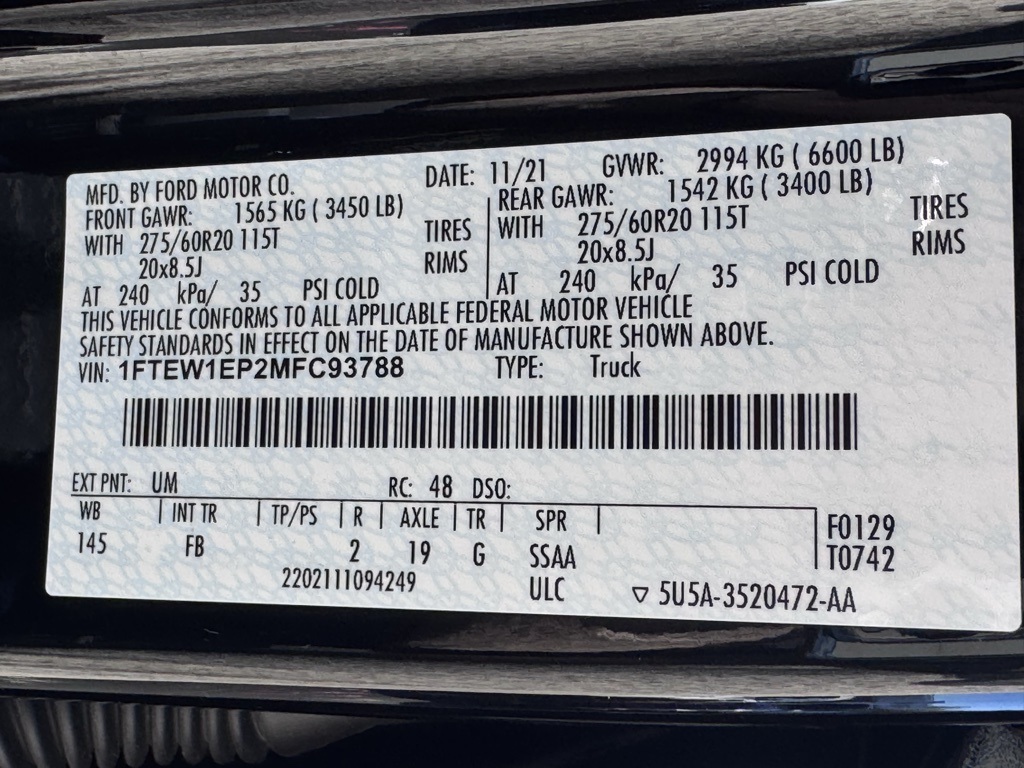 MFD. BY FORD MOTOR CO. DATE: 11/21 GVWR: 2994 KG ( 6600 LB)
FRONT GAWR: 1565 KG ( 3450 LB) REAR GAWR: 1542 KG ( 3400 LB)
WITH 275/60R20 115T TIRES WITH 275/60R20 115T TIRES
20x8.5J RIMS 20x8.5J RIMS
AT 240 kPa/ 35 PSI COLD AT 240 kPa/ 35 PSI COLD
THIS VEHICLE CONFORMS TO ALL APPLICABLE FEDERAL MOTOR VEHICLE
SAFETY STANDARDS IN EFFECT ON THE DATE OF MANUFACTURE SHOWN ABOVE.
VIN: 1FTEW1EP2MFC93788 TYPE: Truck
EXT PNT: UM RC: 48 DSO:
WB INT TR TP/PS R AXLE TR SPR F0129
145 FB 2 19 G SSAA T0742
2202111094249 ULC ▽ 5U5A-3520472-AA